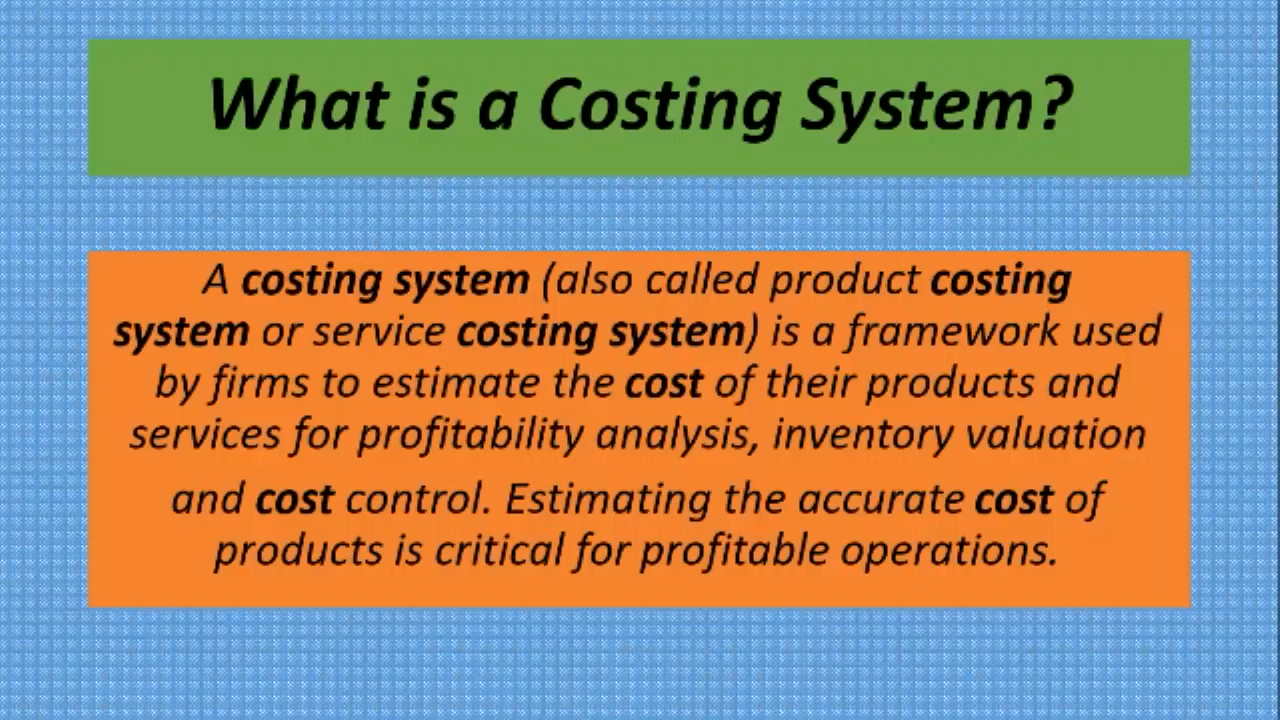 What is a Costing System?
A costing system (also called product costing
system or service costing system) is a framework used
by firms to estimate the cost of their products and
services for profitability analysis, inventory valuation
and cost control. Estimating the accurate cost of
products is critical for profitable operations.